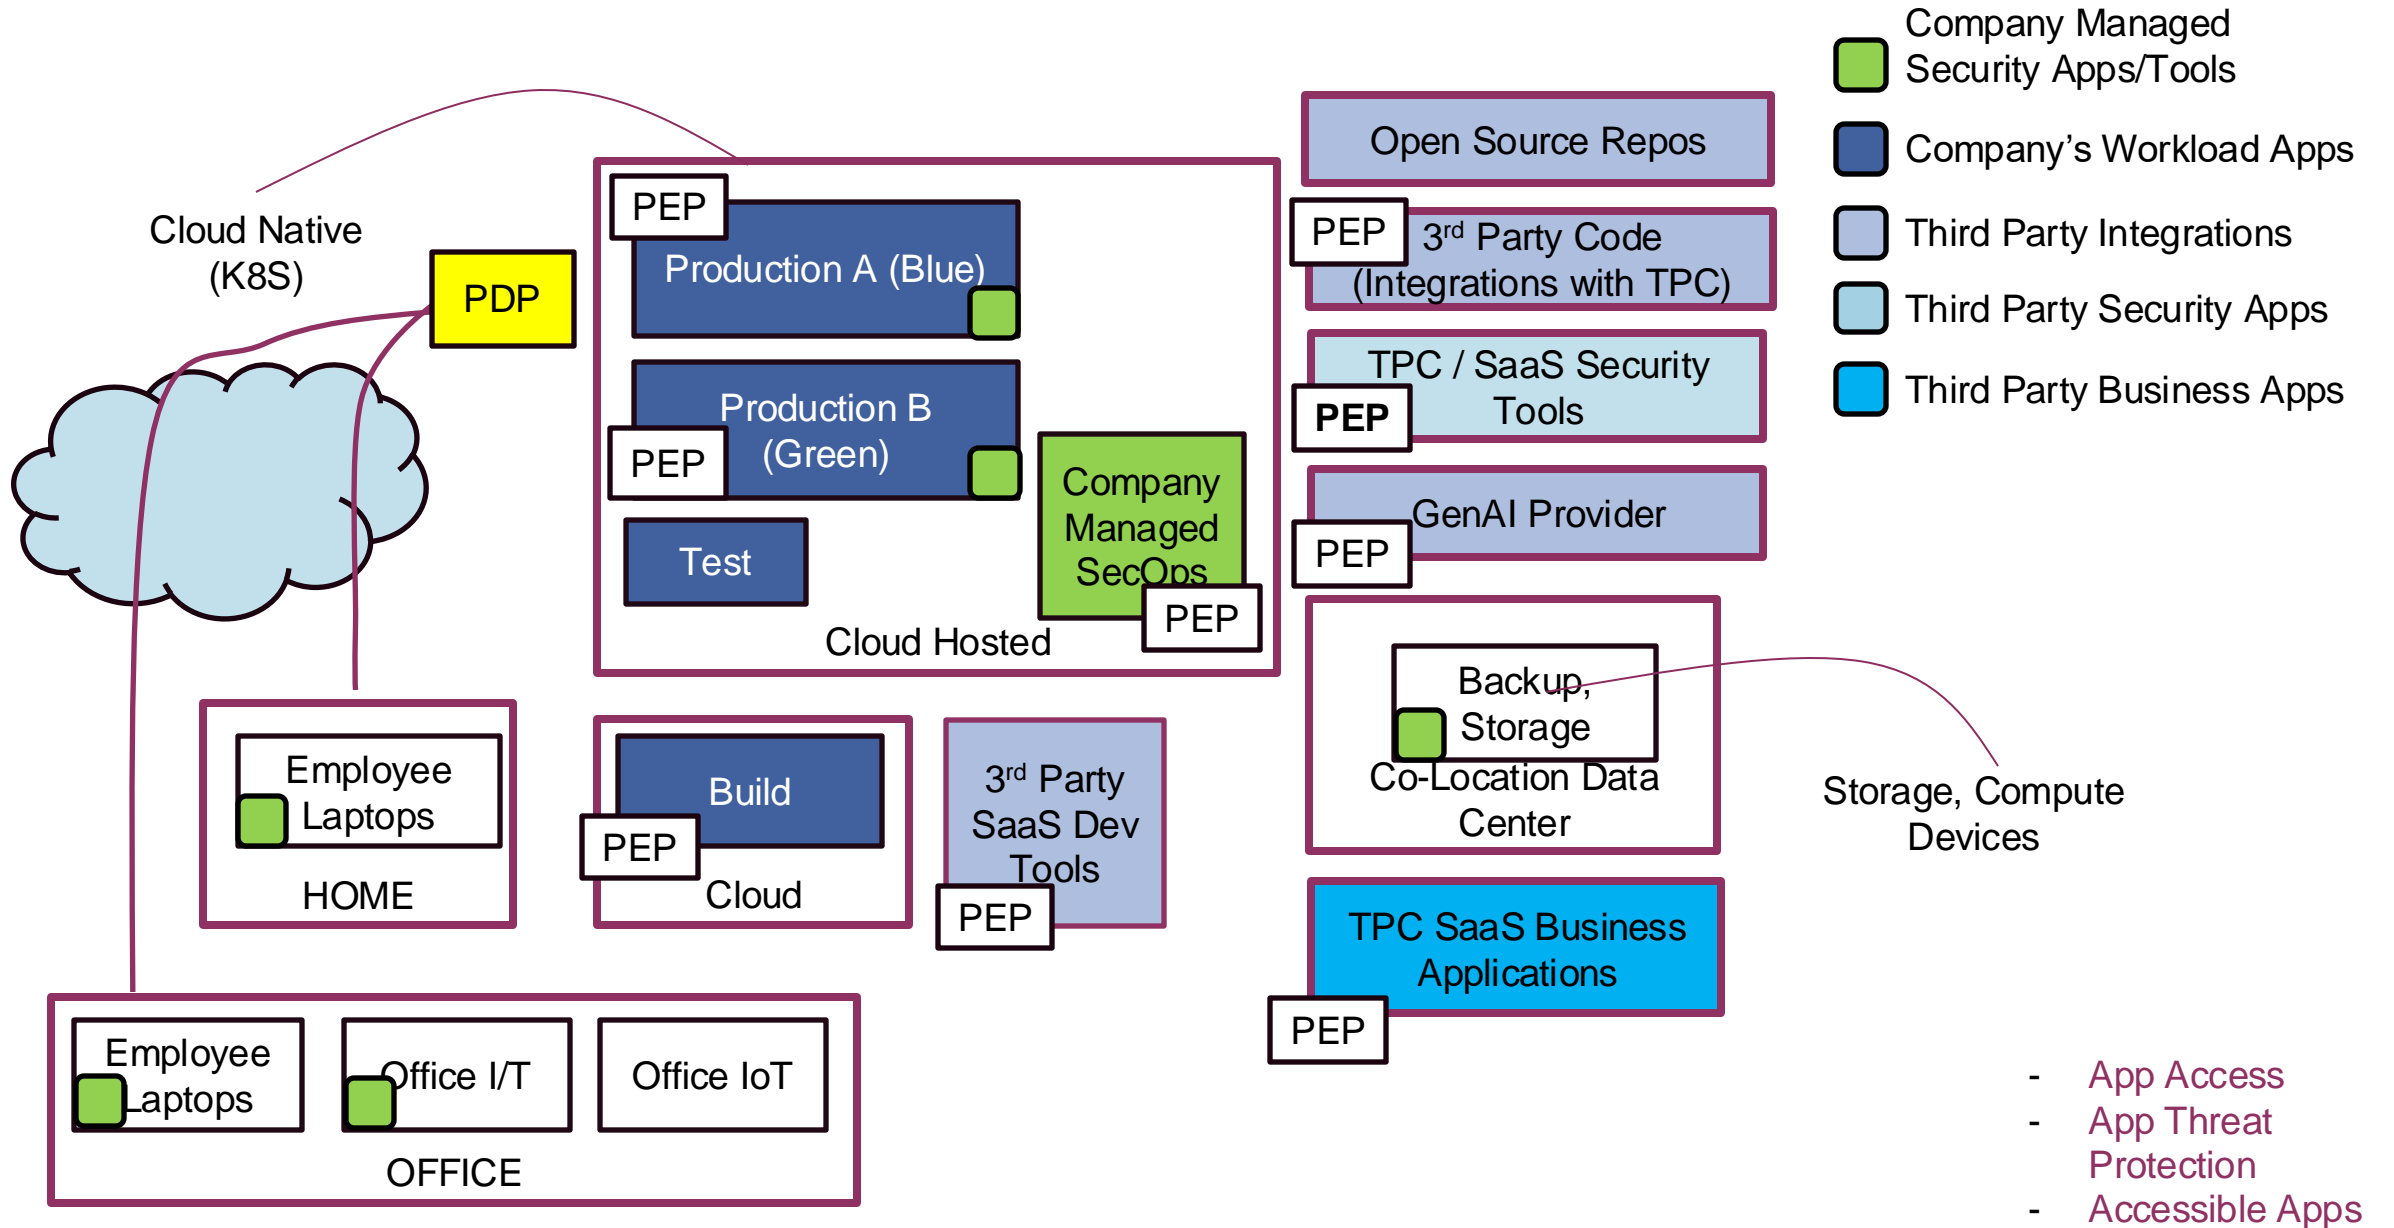 Company Managed
Security Apps/Tools
Company’s Workload Apps
Third Party Integrations
Third Party Security Apps
Third Party Business Apps
Cloud Native
(K8S)
PDP
PEP
Production A (Blue)
Production B
(Green)
PEP
Test
Company
Managed
SecOps
PEP
Cloud Hosted
Open Source Repos
PEP
3rd Party Code
(Integrations with TPC)
TPC / SaaS Security
Tools
PEP
GenAI Provider
PEP
Backup,
Storage
Co-Location Data
Center
Storage, Compute
Devices
Employee
Laptops
HOME
Build
PEP
Cloud
3rd Party
SaaS Dev
Tools
PEP
TPC SaaS Business
Applications
PEP
Employee
Laptops
Office I/T
Office IoT
OFFICE
- App Access
- App Threat
Protection
- Accessible Apps